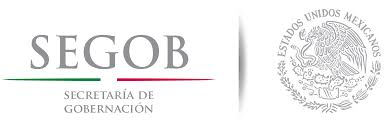 SEGOB
SECRETARÍA DE
GOBERNACIÓN
ESTADOS UNIDOS MEXICANOS